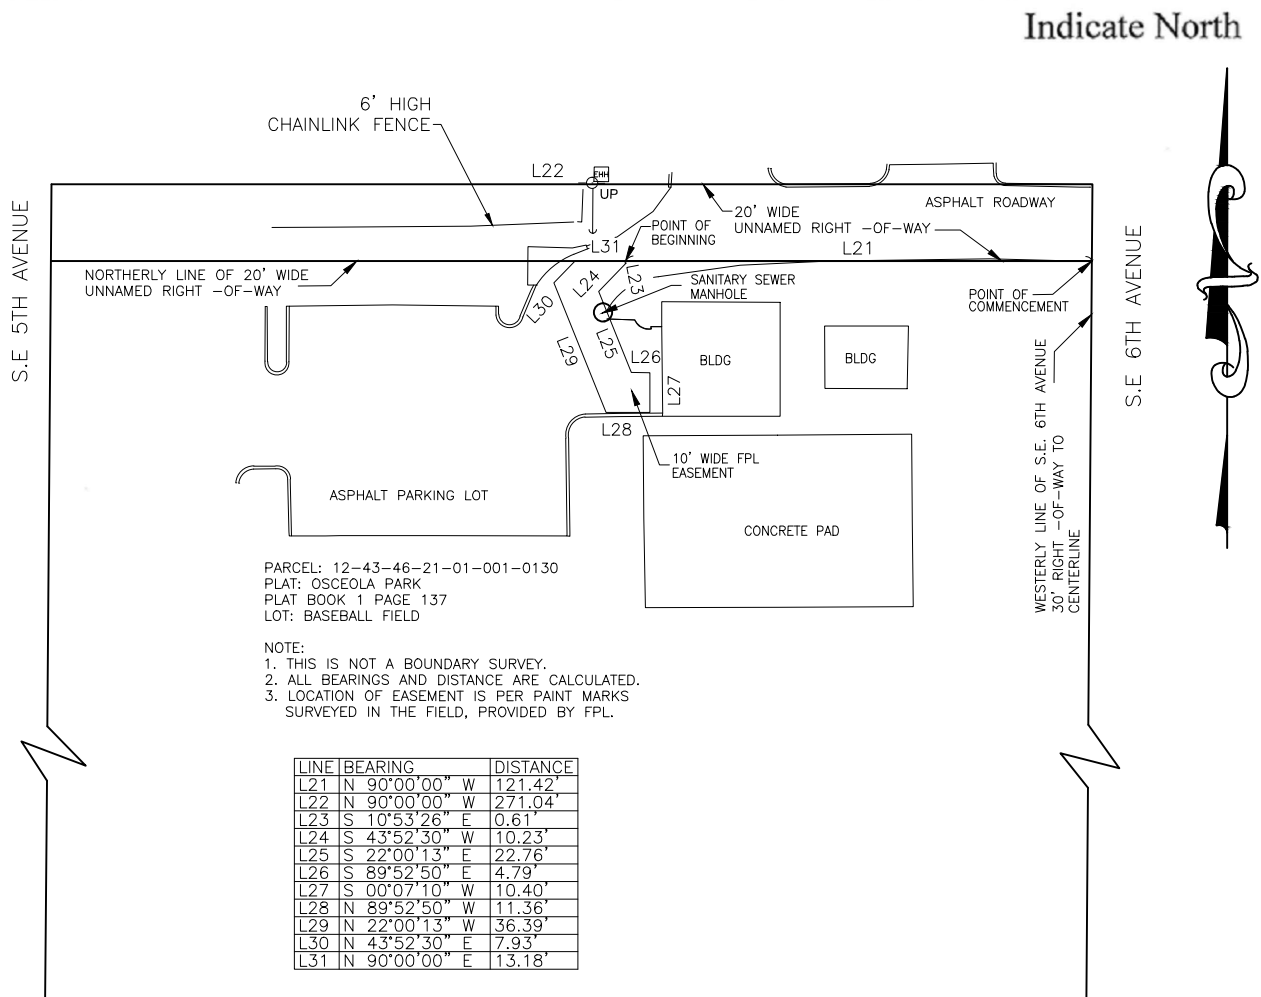 Indicate North
6' HIGH
CHAINLINK FENCE
L22
EHH
UP
ASPHALT ROADWAY
20' WIDE
UNNAMED RIGHT -OF-WAY
POINT OF
BEGINNING
L21
L31
S.E 5TH AVENUE
S.E 6TH AVENUE
NORTHERLY LINE OF 20' WIDE
UNNAMED RIGHT -OF-WAY
L24
L23
SANITARY SEWER
MANHOLE
POINT OF
COMMENCEMENT
L30
L29
L25
L26
L27
BLDG
BLDG
L28
10' WIDE FPL
EASEMENT
WESTERLY LINE OF S.E. 6TH AVENUE
30' RIGHT -OF-WAY TO
CENTERLINE
ASPHALT PARKING LOT
CONCRETE PAD
PARCEL: 12-43-46-21-01-001-0130
PLAT: OSCEOLA PARK
PLAT BOOK 1 PAGE 137
LOT: BASEBALL FIELD
NOTE:
1. THIS IS NOT A BOUNDARY SURVEY.
2. ALL BEARINGS AND DISTANCE ARE CALCULATED.
3. LOCATION OF EASEMENT IS PER PAINT MARKS
SURVEYED IN THE FIELD, PROVIDED BY FPL.
LINE BEARING DISTANCE
L21 N 90°00'00" W 121.42'
L22 N 90°00'00" W 271.04'
L23 S 10°53'26" E 0.61'
L24 S 43°52'30" W 10.23'
L25 S 22°00'13" E 22.76'
L26 S 89°52'50" E 4.79'
L27 S 00°07'10" W 10.40'
L28 N 89°52'50" W 11.36'
L29 N 22°00'13" W 36.39'
L30 N 43°52'30" E 7.93'
L31 N 90°00'00" E 13.18'